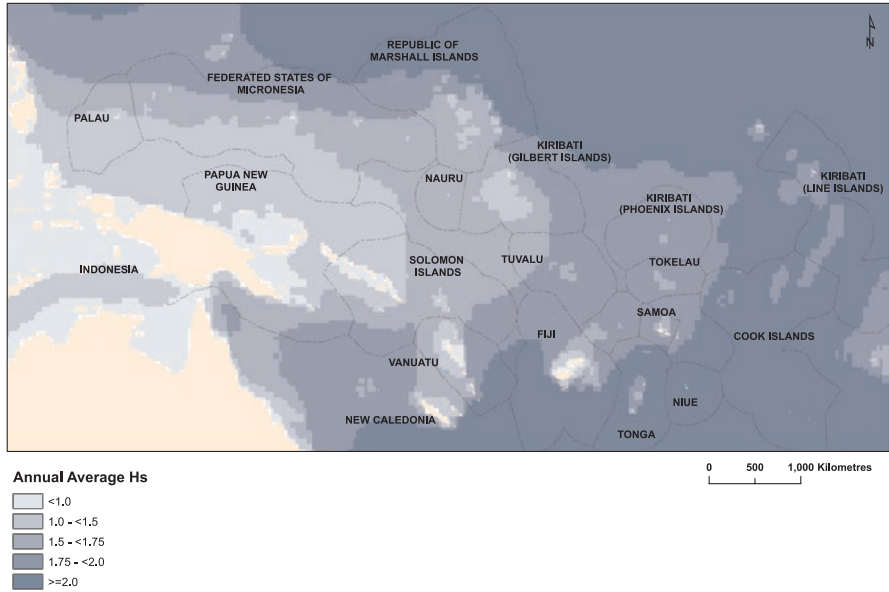 N
REPUBLIC OF
MARSHALL ISLANDS
FEDERATED STATES OF
MICRONESIA
PALAU
KIRIBATI
(GILBERT ISLANDS)
PAPUA NEW
GUINEA
NAURU
KIRIBATI
(LINE ISLANDS)
KIRIBATI
(PHOENIX ISLANDS)
INDONESIA
SOLOMON
ISLANDS
TUVALU
TOKELAU
SAMOA
FIJI
COOK ISLANDS
VANUATU
NIUE
NEW CALEDONIA
TONGA
0 500 1,000 Kilometres
Annual Average Hs
<1.0
1.0 - <1.5
1.5 - <1.75
1.75 - <2.0
>=2.0